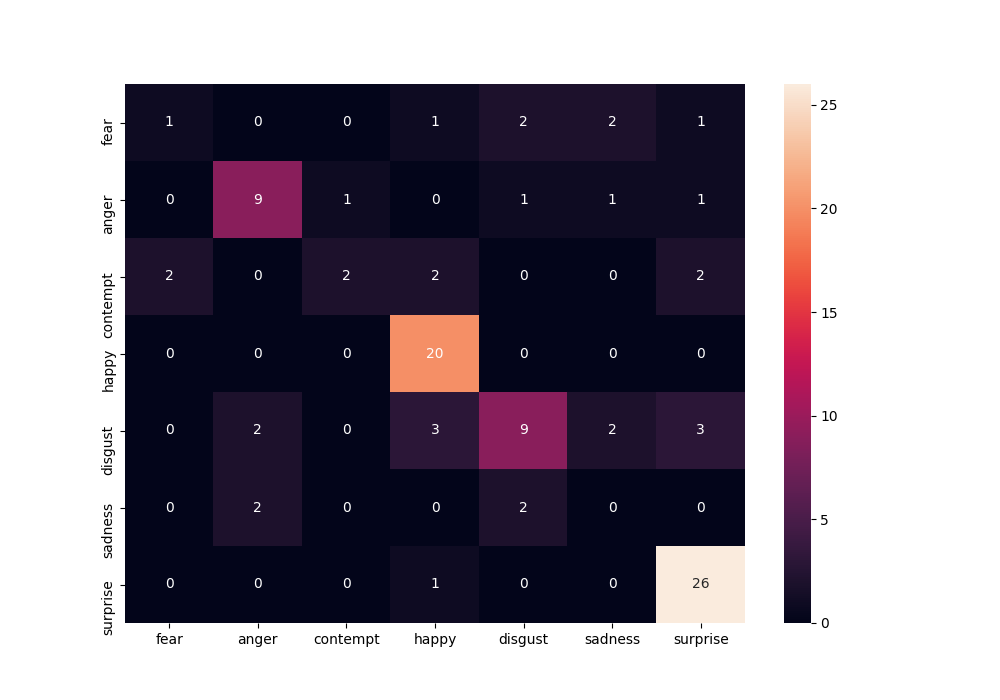 fear 1 0 0 1 2 2 1
anger 0 9 1 0 1 1 1
contempt 2 0 2 2 0 0 2
happy 0 0 0 20 0 0 0
disgust 0 2 0 3 9 2 3
sadness 0 2 0 0 2 0 0
surprise 0 0 0 1 0 0 26
fear anger contempt happy disgust sadness surprise
25
20
15
10
5
0